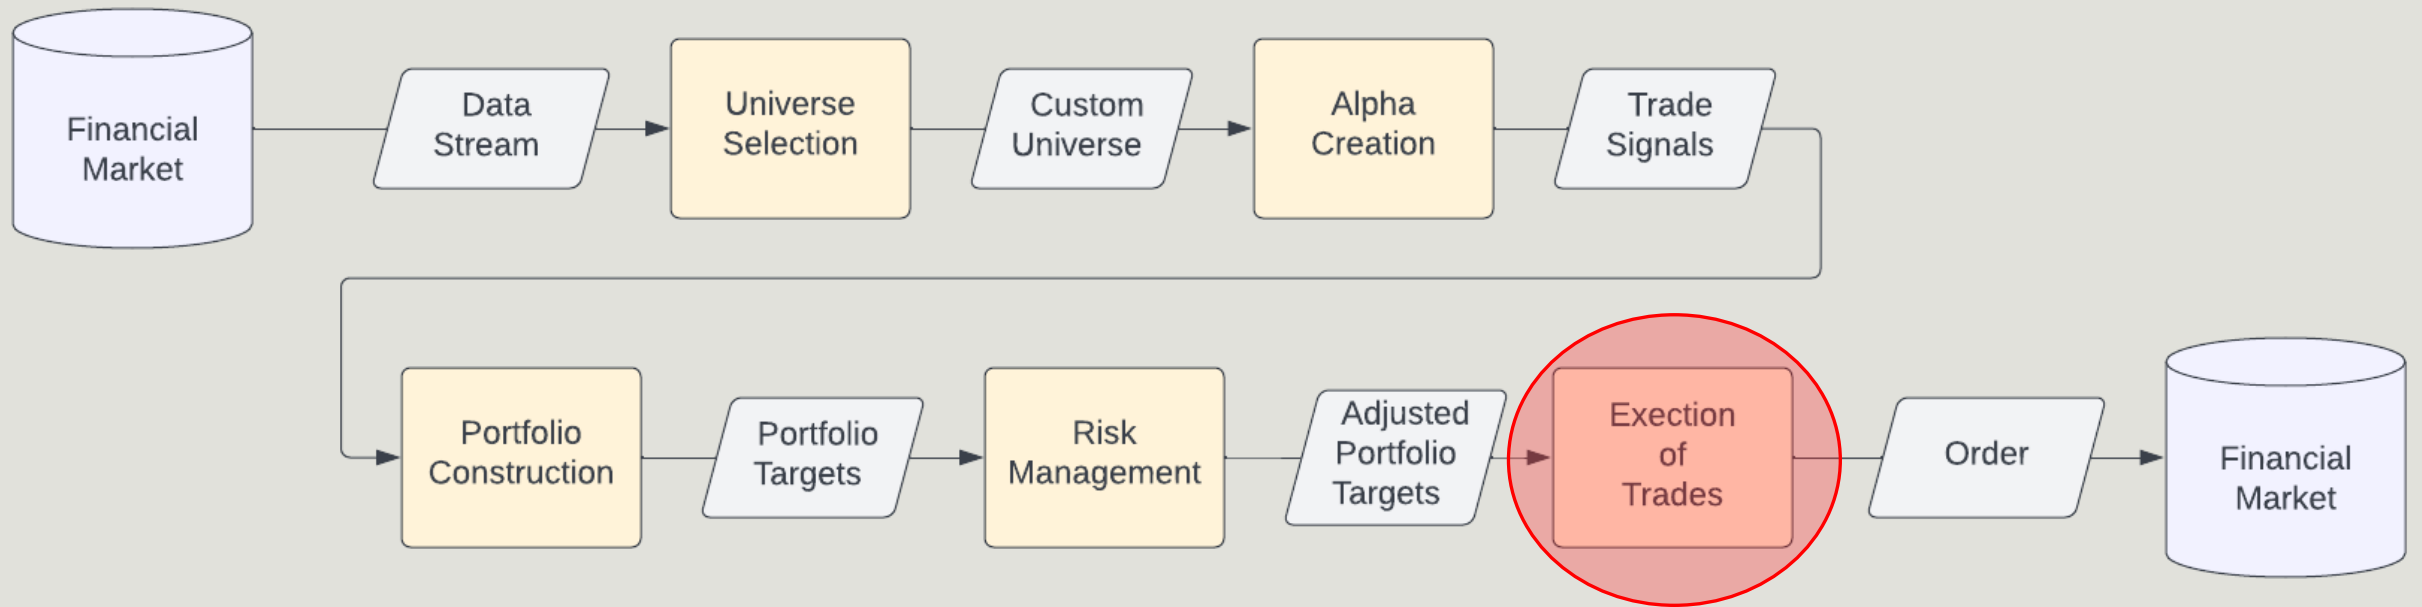 Financial
Market
Data
Stream
Universe
Selection
Custom
Universe
Alpha
Creation
Trade
Signals
Portfolio
Construction
Portfolio
Targets
Risk
Management
Adjusted
Portfolio
Targets
Exection
of
Trades
Order
Financial
Market